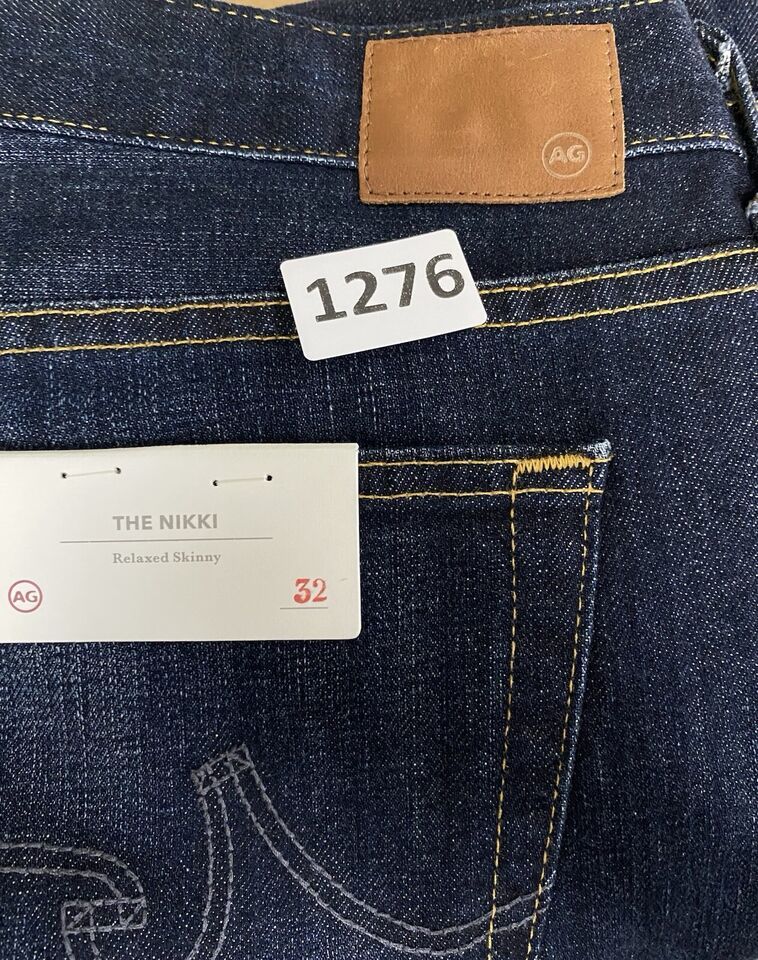 AG
1276
THE NIKKI
Relaxed Skinny
AG
32